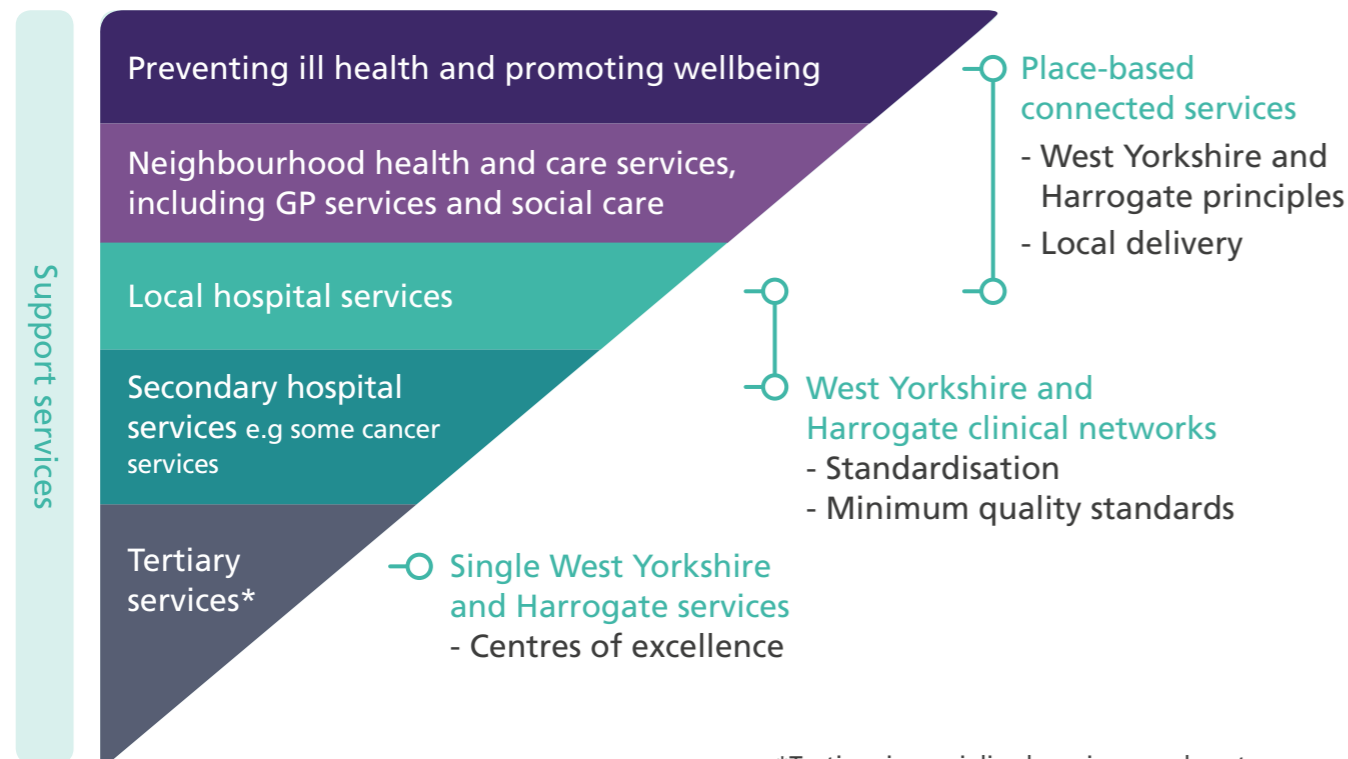 Support services
Preventing ill health and promoting wellbeing
Neighbourhood health and care services,
including GP services and social care
Local hospital services
Secondary hospital
services e.g some cancer
services
Tertiary
services*
Place-based
connected services
- West Yorkshire and
Harrogate principles
- Local delivery
West Yorkshire and
Harrogate clinical networks
- Standardisation
- Minimum quality standards
Single West Yorkshire
and Harrogate services
- Centres of excellence